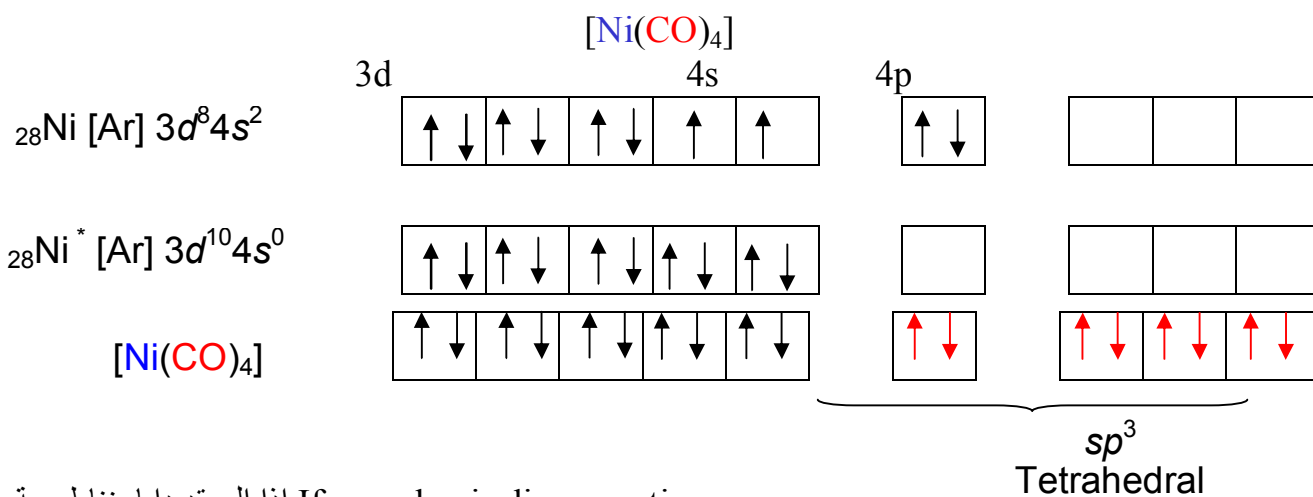 [Ni(CO)₄]
3d 4s 4p
₂₈Ni [Ar] 3d⁸4s²
₂₈Ni * [Ar] 3d¹⁰4s⁰
[Ni(CO)₄]
sp³
Tetrahedral